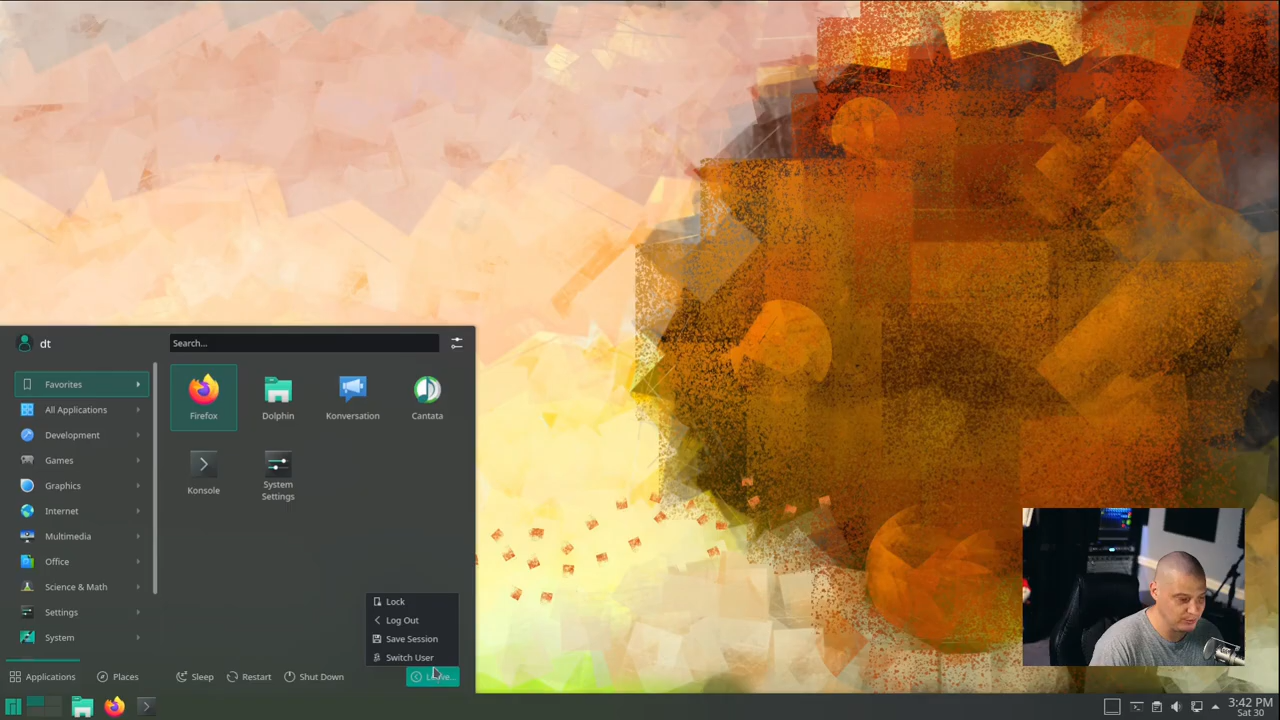 dt
Search...
Favorites
All Applications
Development
Games
Graphics
Internet
Multimedia
Office
Science & Math
Settings
System
Firefox
Dolphin
Konversation
Cantata
Konsole
System
Settings
Lock
Log Out
Save Session
Switch User
Applications
Places
Sleep
Restart
Shut Down
3:42 PM
Sat 30